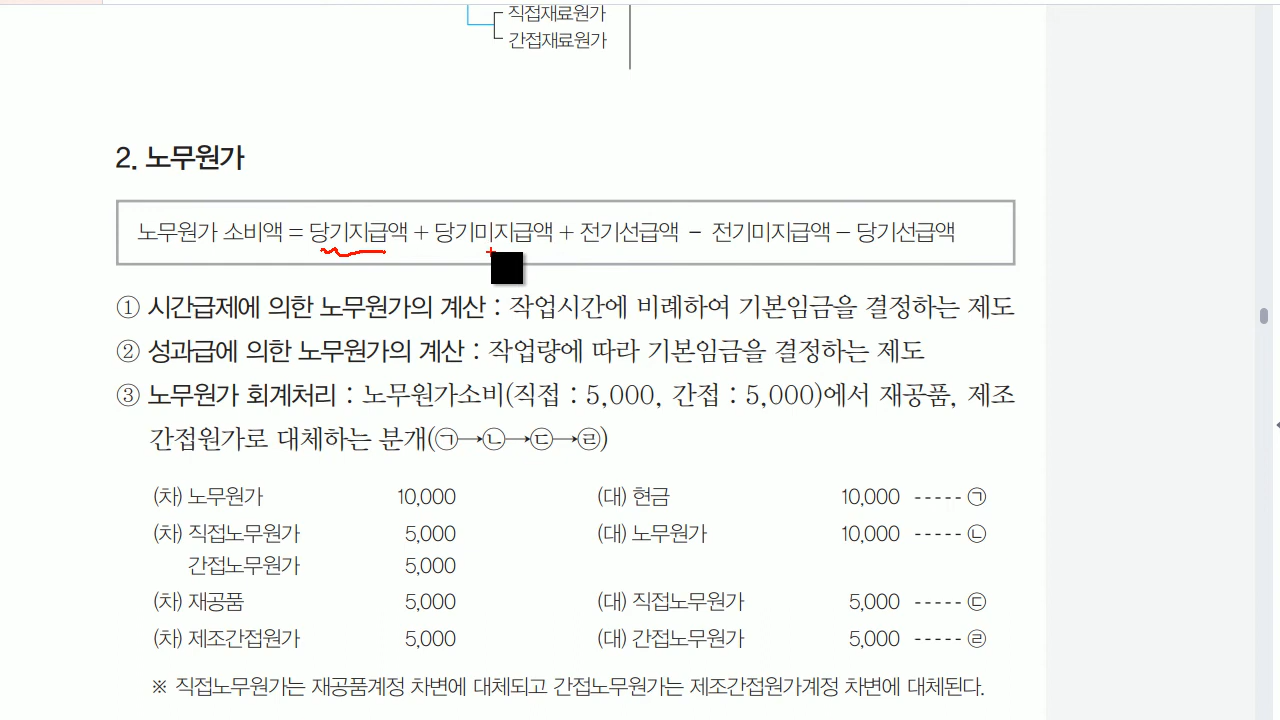 직접재료원가
간접재료원가
2. 노무원가
노무원가 소비액 = 당기지급액 + 당기미지급액 + 전기선급액 - 전기미지급액 - 당기선급액
① 시간급제에 의한 노무원가의 계산 : 작업시간에 비례하여 기본임금을 결정하는 제도
② 성과급에 의한 노무원가의 계산 : 작업량에 따라 기본임금을 결정하는 제도
③ 노무원가 회계처리 : 노무원가소비(직접 : 5,000, 간접 : 5,000)에서 재공품, 제조
간접원가로 대체하는 분개(㉠→㉡→㉢→㉣)
(차) 노무원가 10,000 (대) 현금 10,000 ----- ㉠
(차) 직접노무원가 5,000 (대) 노무원가 10,000 ----- ㉡
간접노무원가 5,000
(차) 재공품 5,000 (대) 직접노무원가 5,000 ----- ㉢
(차) 제조간접원가 5,000 (대) 간접노무원가 5,000 ----- ㉣
※ 직접노무원가는 재공품계정 차변에 대체되고 간접노무원가는 제조간접원가계정 차변에 대체된다.